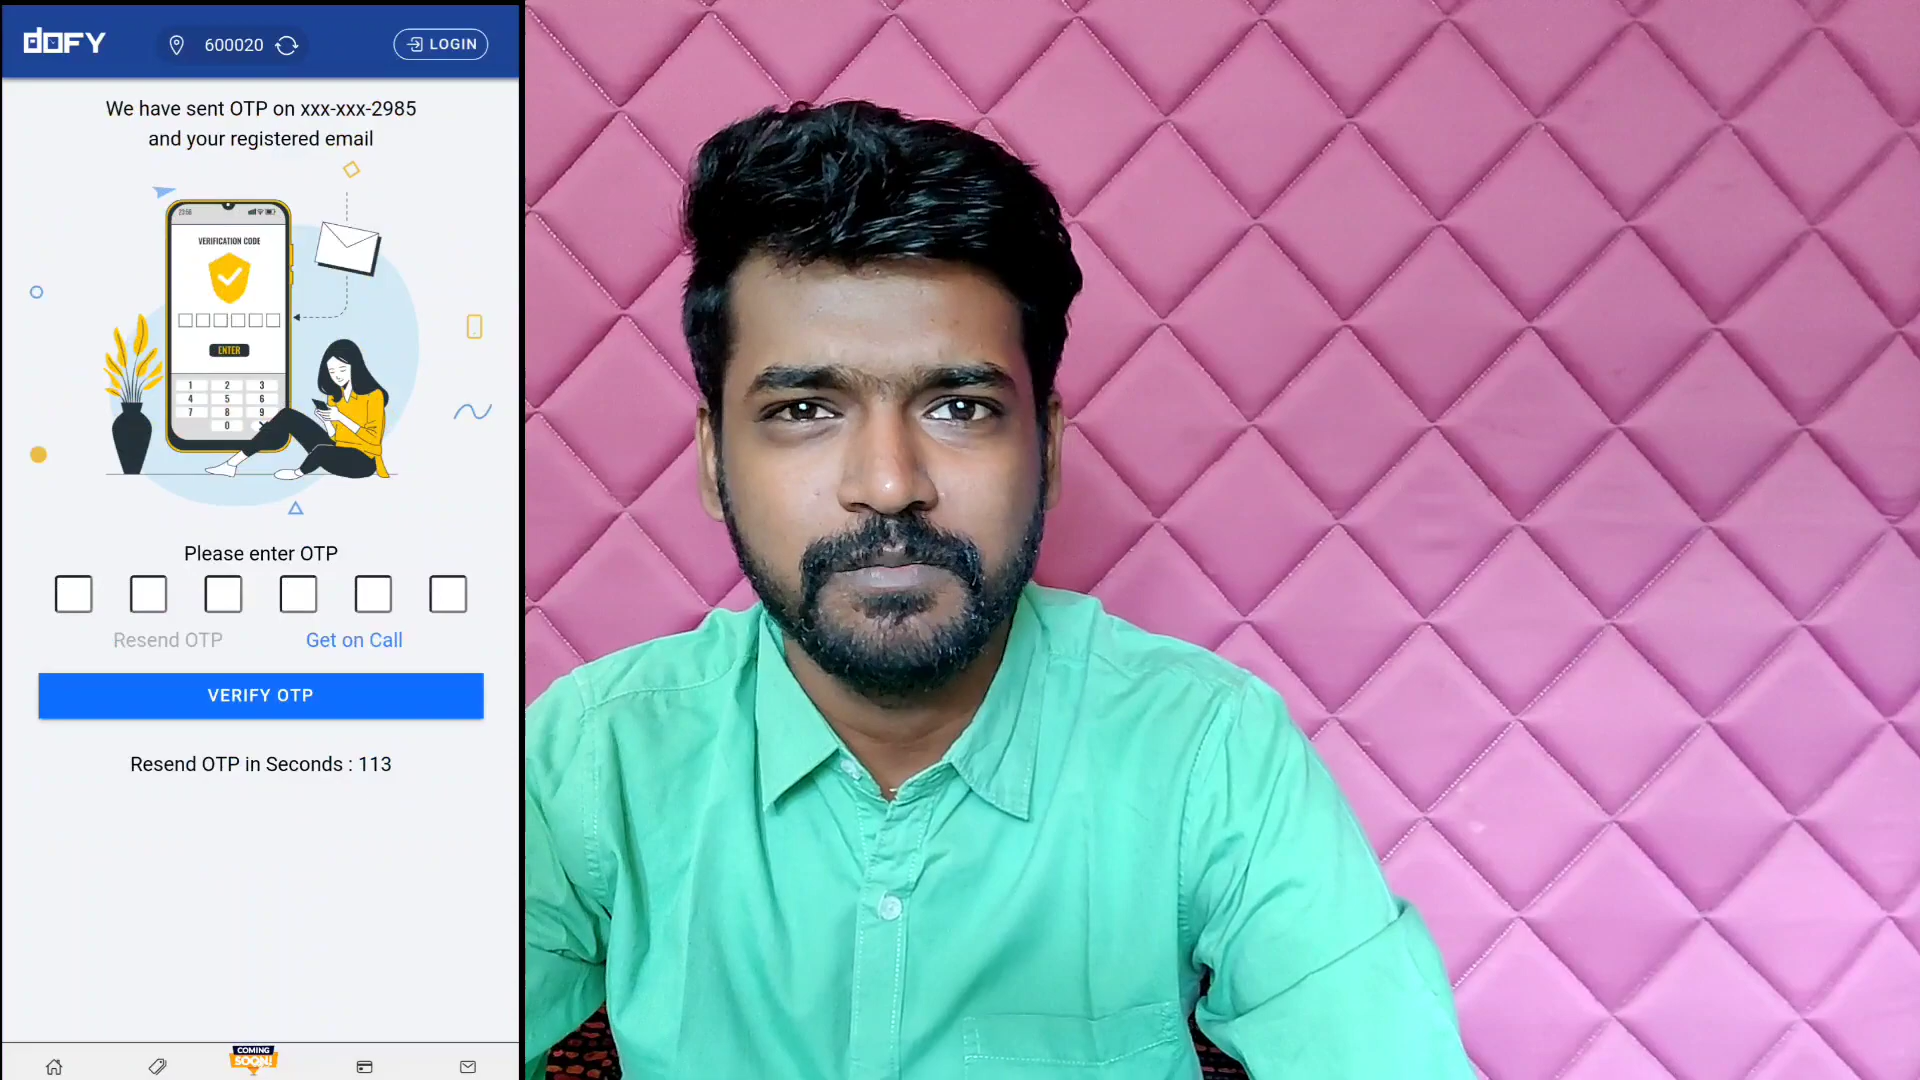 dOFY
600020
LOGIN
We have sent OTP on xxx-xxx-2985
and your registered email
23:56
VERIFICATION CODE
ENTER
1 2 3
4 5 6
7 8 9
0
Please enter OTP
Resend OTP Get on Call
VERIFY OTP
Resend OTP in Seconds : 113
COMING
SOON!